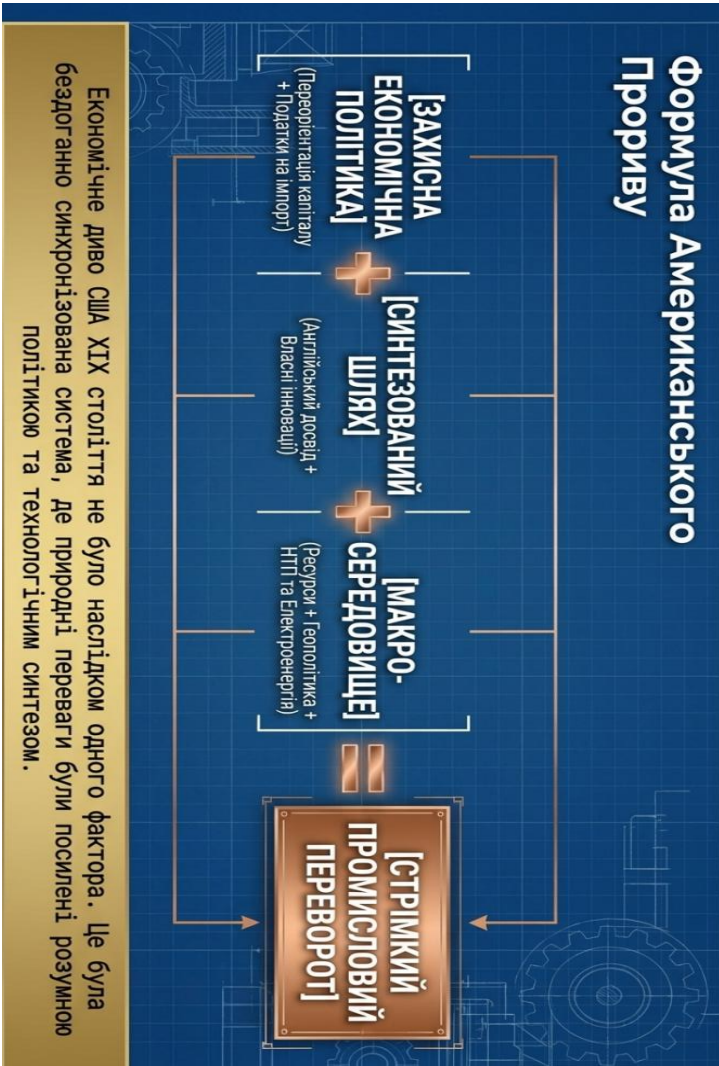 Формула Американського
Прориву
[ЗАХИСНА
ЕКОНОМІЧНА
ПОЛІТИКА]
(Переорієнтація капіталу
+ Податки на імпорт)
+
[СИНТЕЗОВАНИЙ
ШЛЯХ]
(Англійський досвід +
Власні інновації)
+
[МАКРО-
СЕРЕДОВИЩЕ]
(Ресурси + Геополітика +
НТП та Електроенергія)
=
[СТРІМКИЙ
ПРОМИСЛОВИЙ
ПЕРЕВОРОТ]
Економічне диво США XIX століття не було наслідком одного фактора. Це була
бездоганно синхронізована система, де природні переваги були посилені розумною
політикою та технологічним синтезом.